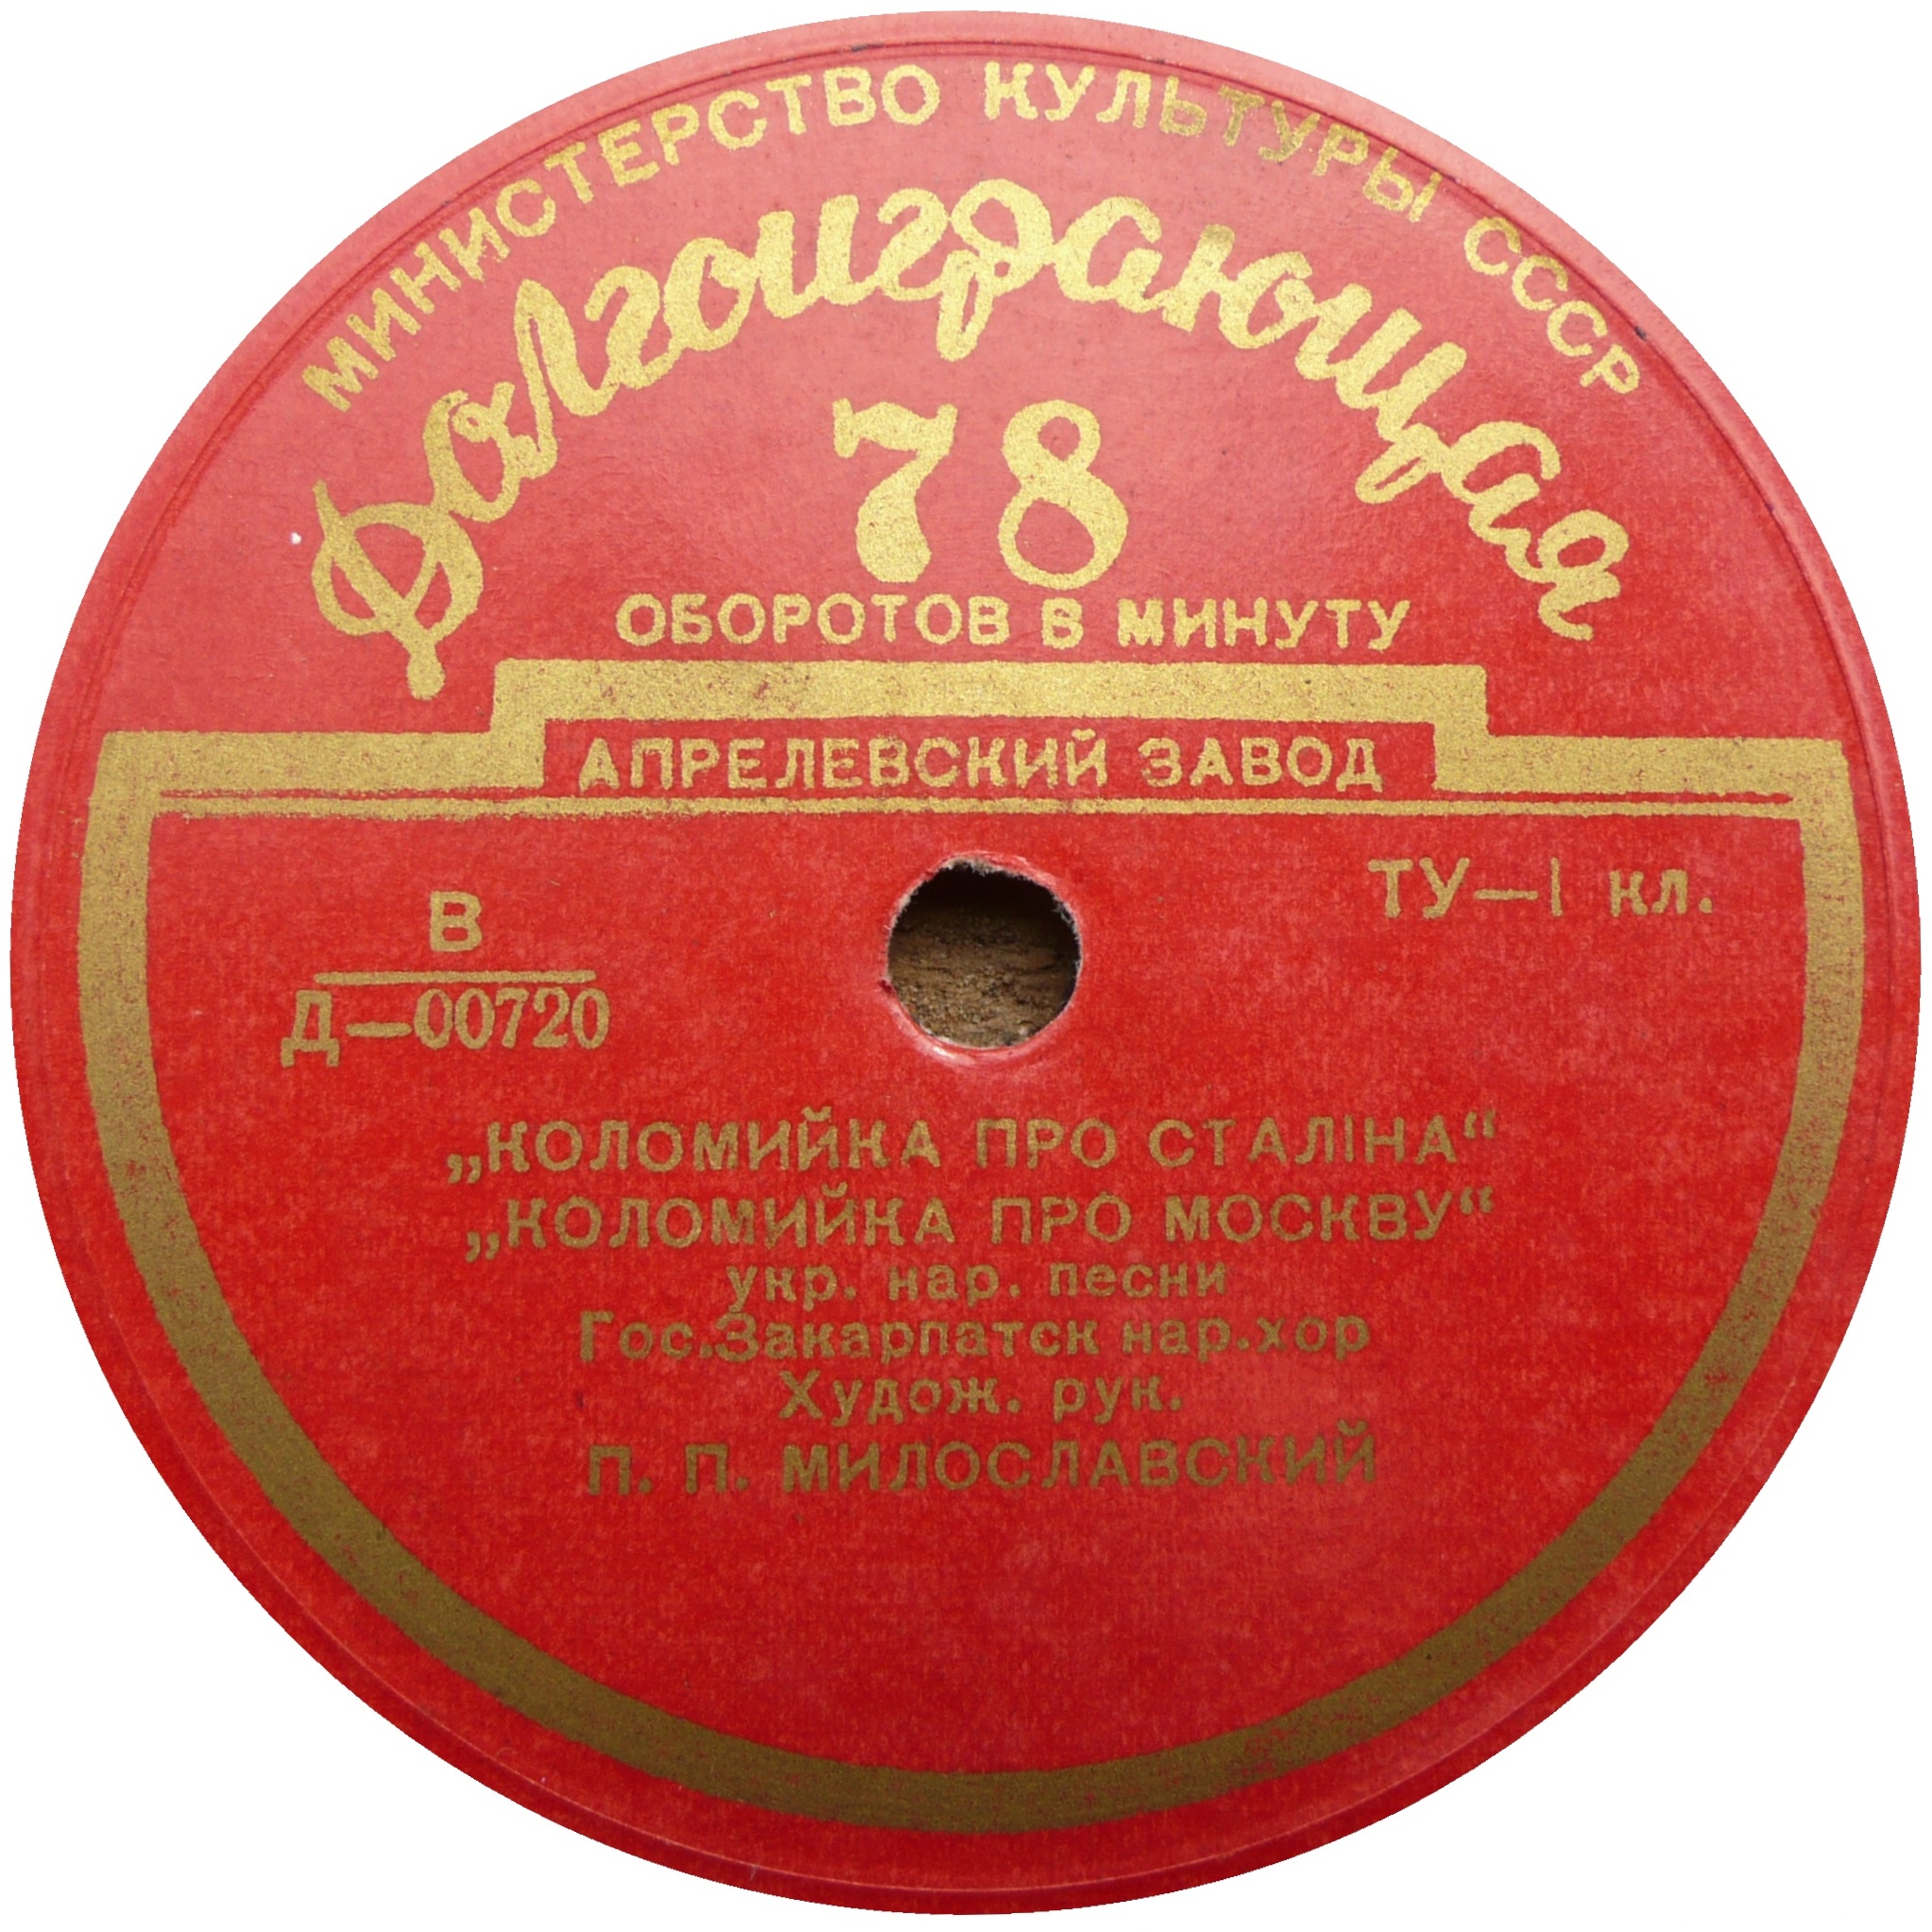 МИНИСТЕРСТВО КУЛЬТУРЫ СССР
Долгоиграющая
78
ОБОРОТОВ В МИНУТУ
АПРЕЛЕВСКИЙ ЗАВОД
ТУ—I кл.
В
Д—00720
„КОЛОМИЙКА ПРО СТАЛІНА“
„КОЛОМИЙКА ПРО МОСКВУ“
укр. нар. песни
Гос.Закарпатск нар.хор
Худож. рук.
П. П. МИЛОСЛАВСКИЙ